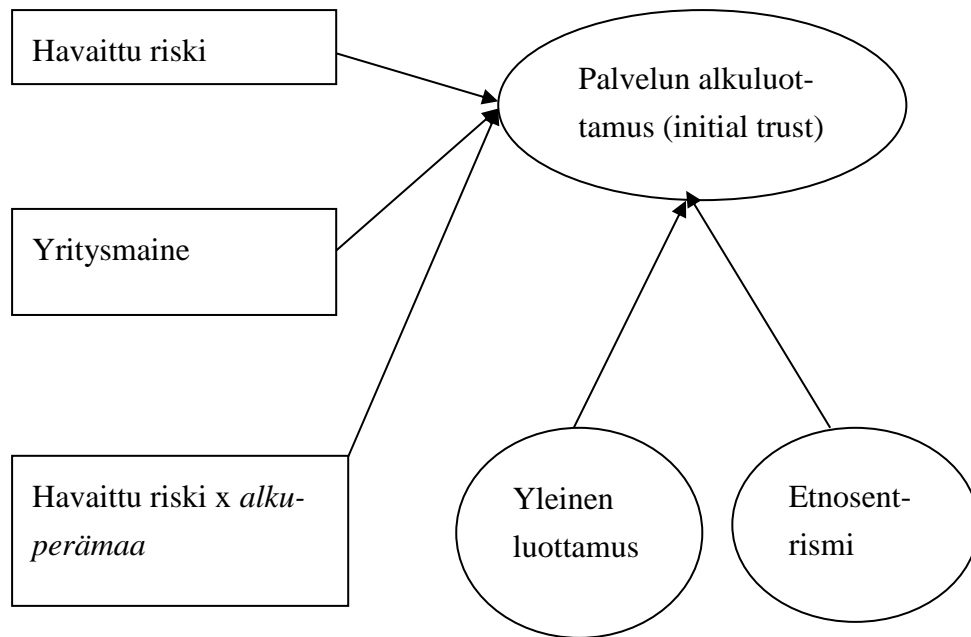 Havaittu riski
Palvelun alkuluot-
tamus (initial trust)
Yritysmaine
Havaittu riski x alku-
perämaa
Yleinen
luottamus
Etnosent-
rismi